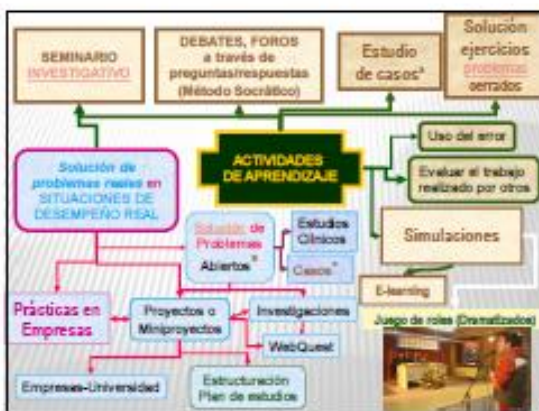 SEMINARIO
INVESTIGATIVO
DEBATES, FOROS
a través de
preguntas/respuestas
(Método Socrático)
Estudio
de casos*
Solución
ejercicios
problemas
cerrados
ACTIVIDADES
DE APRENDIZAJE
Uso del error
Evaluar el trabajo
realizado por otros
Simulaciones
E-learning
Juego de roles (Dramatizados)
Solución de
problemas reales en
SITUACIONES DE
DESEMPEÑO REAL
Solución de
Problemas
Abiertos*
Estudios
Clínicos
Casos*
Prácticas en
Empresas
Proyectos o
Miniproyectos
Investigaciones
WebQuest
Empresas-Universidad
Estructuración
Plan de estudios